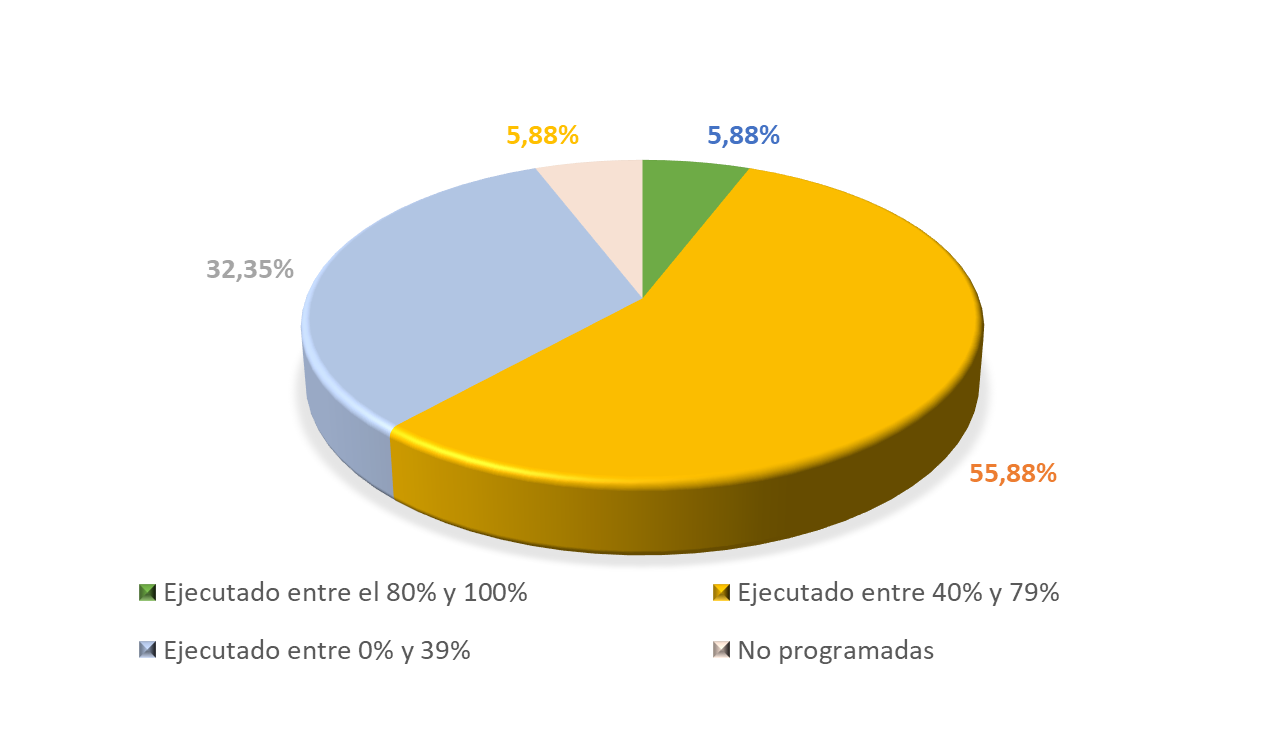 5,88%
5,88%
32,35%
55,88%
Ejecutado entre el 80% y 100%
Ejecutado entre 40% y 79%
Ejecutado entre 0% y 39%
No programadas